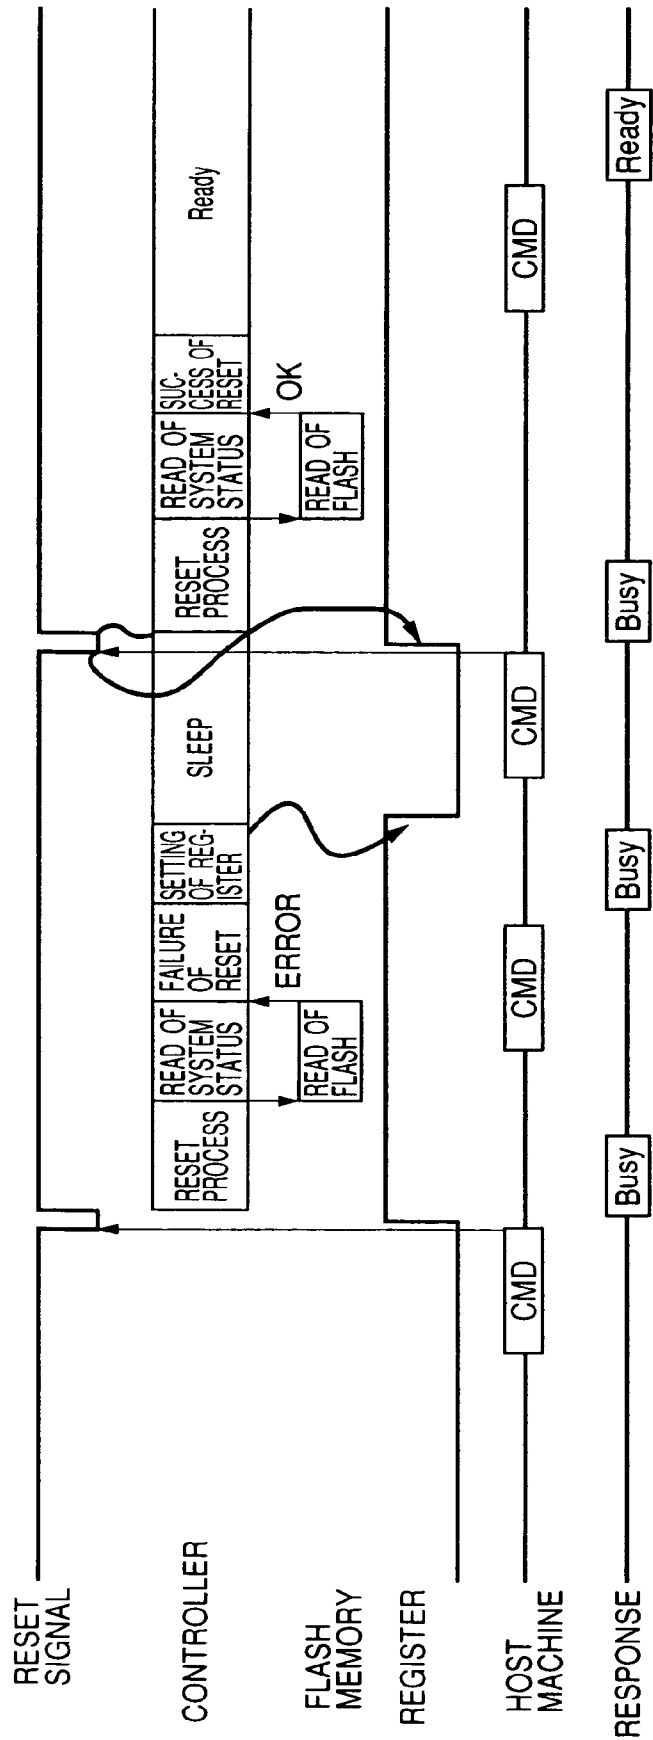 RESET
SIGNAL
CONTROLLER
RESET
PROCESS
READ OF
SYSTEM
STATUS
FAILURE
OF
RESET
SETTING
OF REG-
ISTER
SLEEP
RESET
PROCESS
READ OF
SYSTEM
STATUS
SUC-
CESS OF
RESET
Ready
FLASH
MEMORY
READ OF
FLASH
ERROR
READ OF
FLASH
OK
REGISTER
HOST
MACHINE
CMD
CMD
CMD
CMD
RESPONSE
Busy
Busy
Busy
Ready